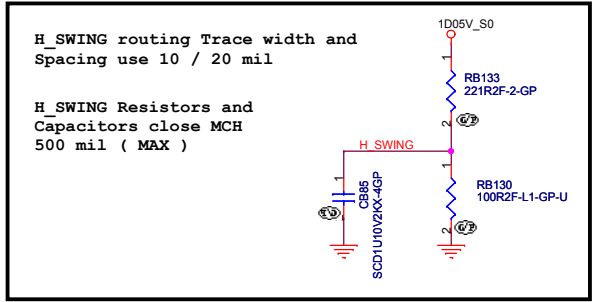 H_SWING routing Trace width and
Spacing use 10 / 20 mil
H_SWING Resistors and
Capacitors close MCH
500 mil ( MAX )
1D05V_S0
1
RB133
221R2F-2-GP
2
G/P
H_SWING
1
CB85
SCD1U10V2KX-4GP
1
RB130
100R2F-L1-GP-U
2
G/P